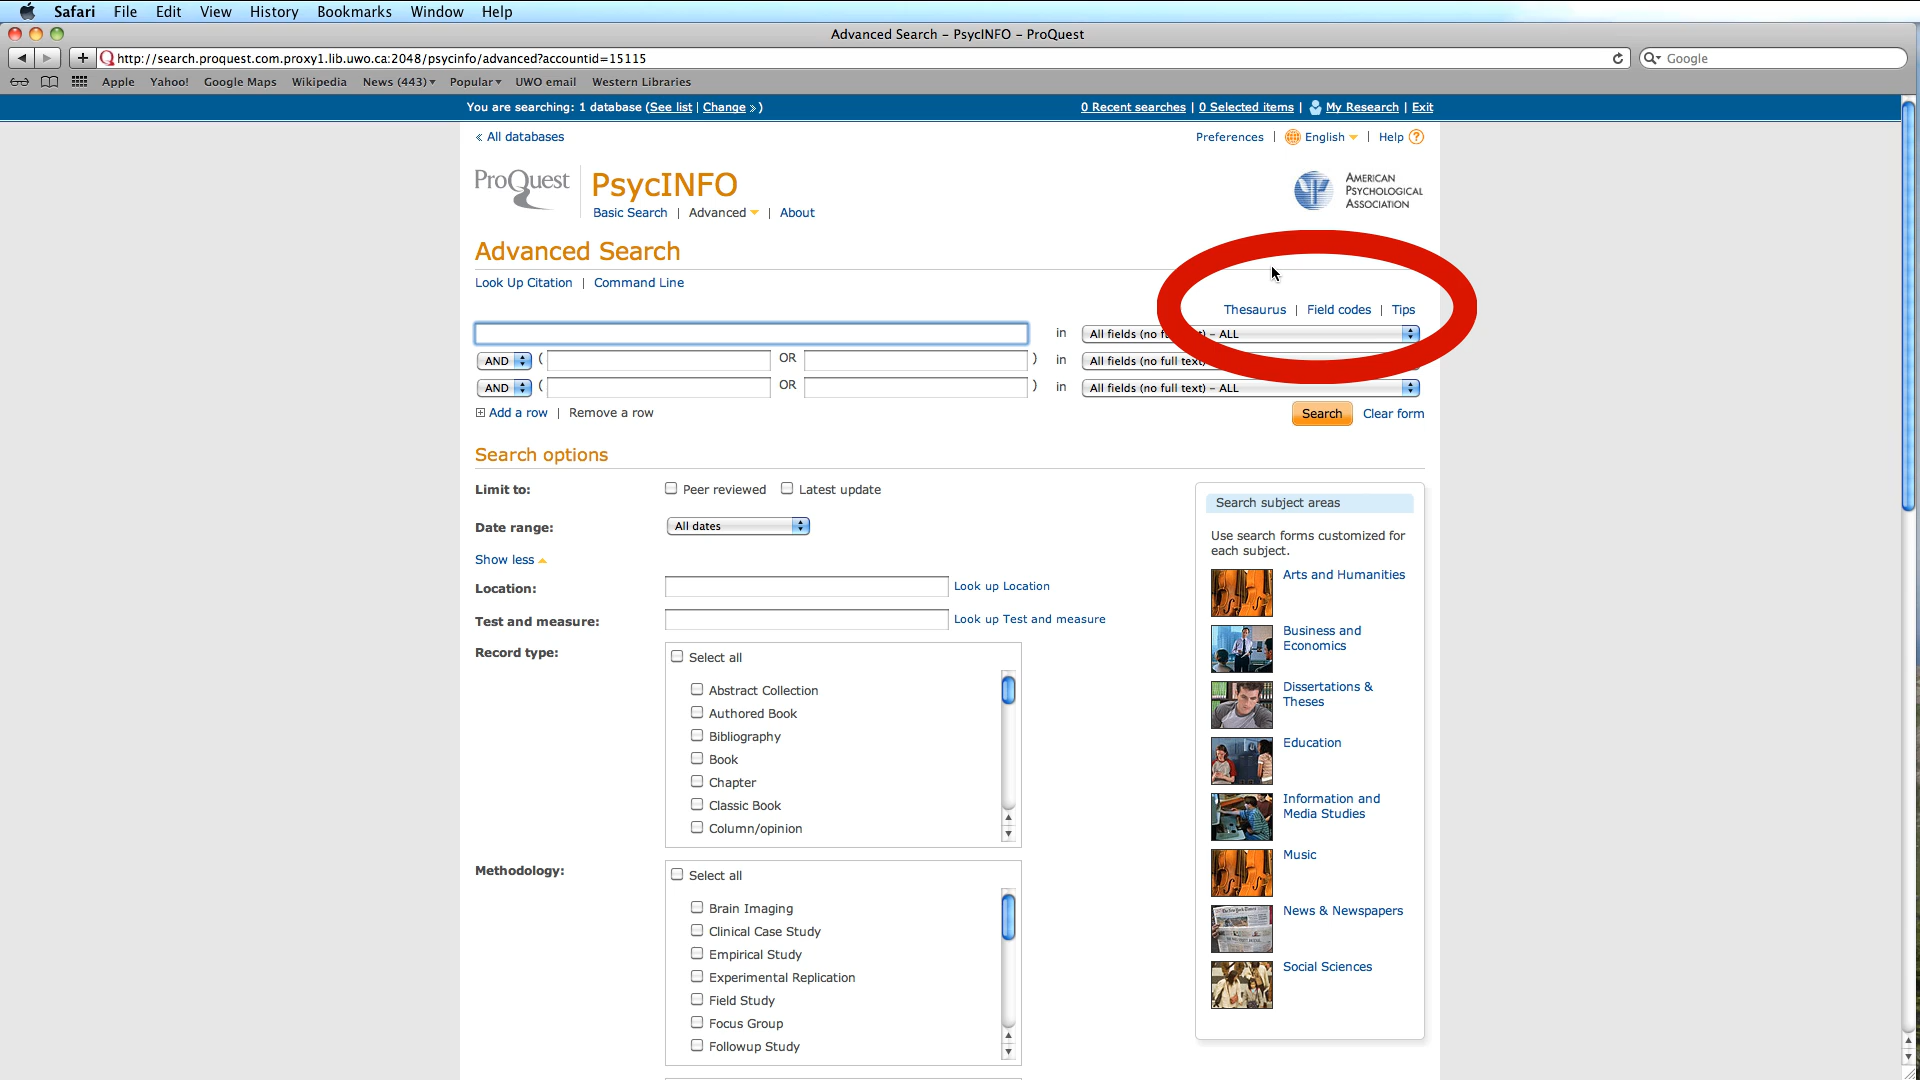 Safari File Edit View History Bookmarks Window Help
Advanced Search – PsycINFO – ProQuest
http://search.proquest.com.proxy1.lib.uwo.ca:2048/psycinfo/advanced?accountid=15115
Google
Apple Yahoo! Google Maps Wikipedia News (443) Popular UWO email Western Libraries
You are searching: 1 database (See list | Change » )
0 Recent searches | 0 Selected items | My Research | Exit
« All databases
Preferences | English | Help ?
ProQuest
PsycINFO
AMERICAN
PSYCHOLOGICAL
ASSOCIATION
Basic Search | Advanced | About
Advanced Search
Look Up Citation | Command Line
Thesaurus | Field codes | Tips
in All fields (no fu – ALL
AND ( OR ) in All fields (no full text)
AND ( OR ) in All fields (no full text) – ALL
Add a row | Remove a row
Search Clear form
Search options
Limit to: Peer reviewed Latest update
Date range: All dates
Show less
Location: Look up Location
Test and measure: Look up Test and measure
Record type: Select all
Abstract Collection
Authored Book
Bibliography
Book
Chapter
Classic Book
Column/opinion
Methodology: Select all
Brain Imaging
Clinical Case Study
Empirical Study
Experimental Replication
Field Study
Focus Group
Followup Study
Search subject areas
Use search forms customized for
each subject.
Arts and Humanities
Business and
Economics
Dissertations &
Theses
Education
Information and
Media Studies
Music
News & Newspapers
Social Sciences